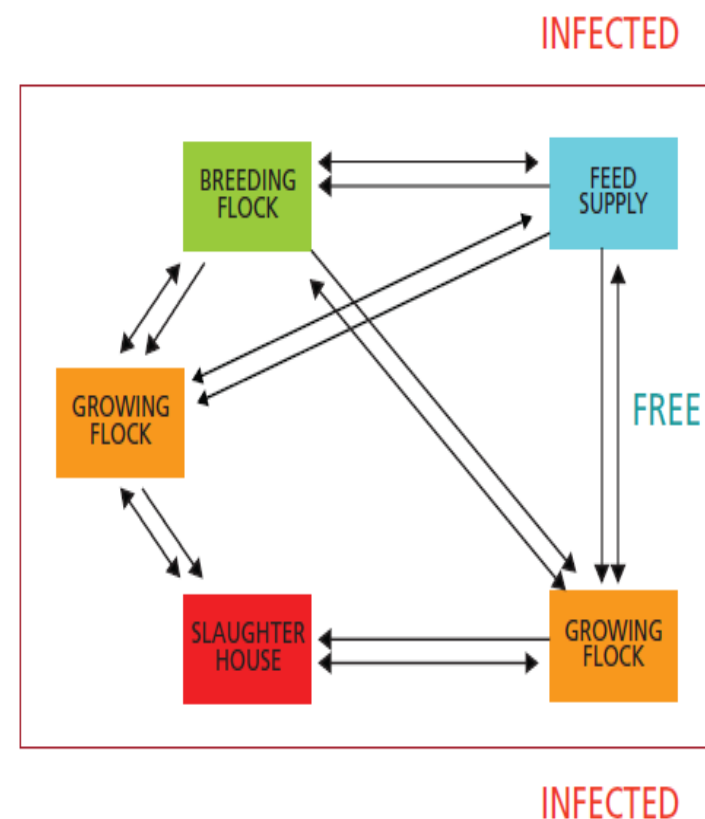 INFECTED
BREEDING
FLOCK
FEED
SUPPLY
GROWING
FLOCK
FREE
SLAUGHTER
HOUSE
GROWING
FLOCK
INFECTED